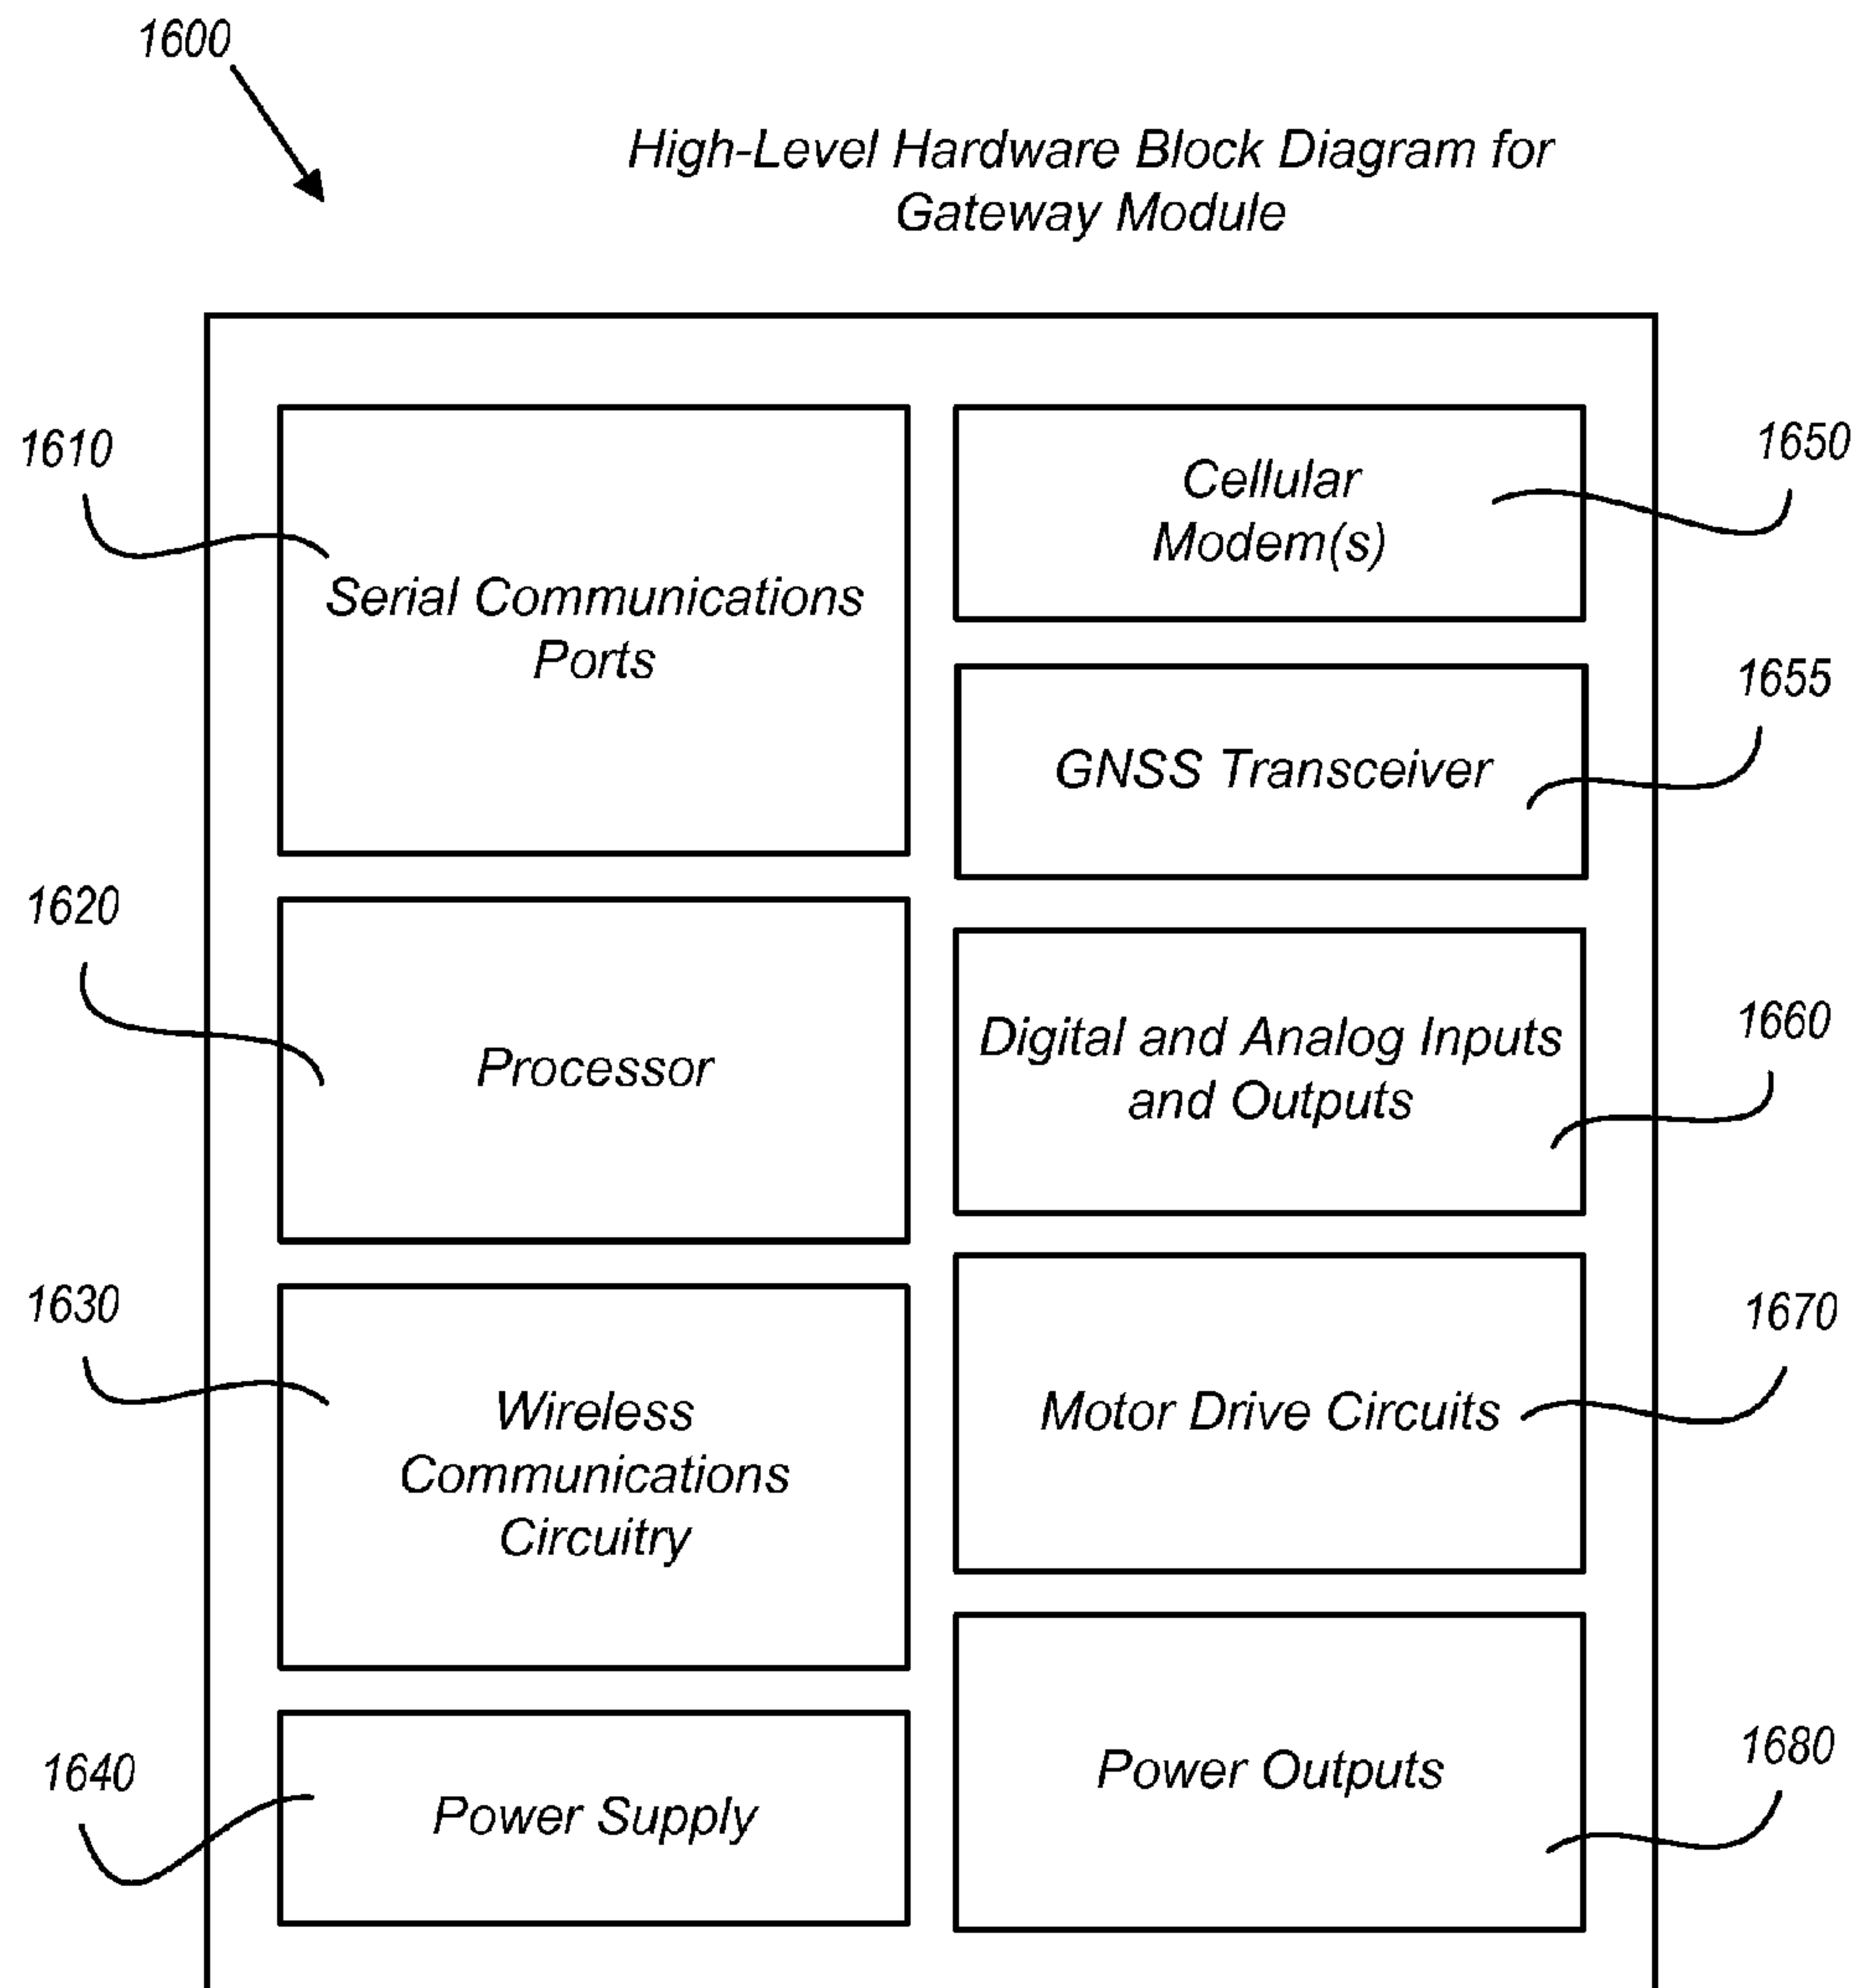 1600
High-Level Hardware Block Diagram for
Gateway Module
1610
Serial Communications
Ports
1620
Processor
1630
Wireless
Communications
Circuitry
1640
Power Supply
Cellular
Modem(s)
1650
GNSS Transceiver
1655
Digital and Analog Inputs
and Outputs
1660
Motor Drive Circuits
1670
Power Outputs
1680